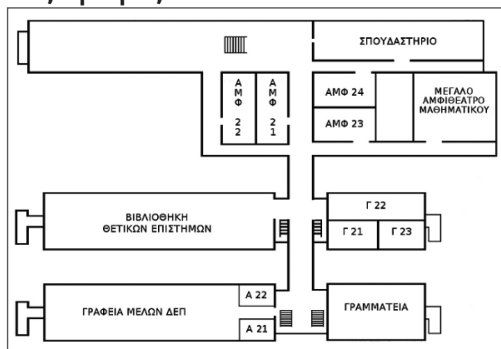 ΣΠΟΥΔΑΣΤΗΡΙΟ
Α
Μ
Φ
2
2
Α
Μ
Φ
2
1
ΑΜΦ 24
ΑΜΦ 23
ΜΕΓΑΛΟ
ΑΜΦΙΘΕΑΤΡΟ
ΜΑΘΗΜΑΤΙΚΟΥ
ΒΙΒΛΙΟΘΗΚΗ
ΘΕΤΙΚΩΝ ΕΠΙΣΤΗΜΩΝ
Γ 22
Γ 21
Γ 23
ΓΡΑΦΕΙΑ ΜΕΛΩΝ ΔΕΠ
Α 22
Α 21
ΓΡΑΜΜΑΤΕΙΑ